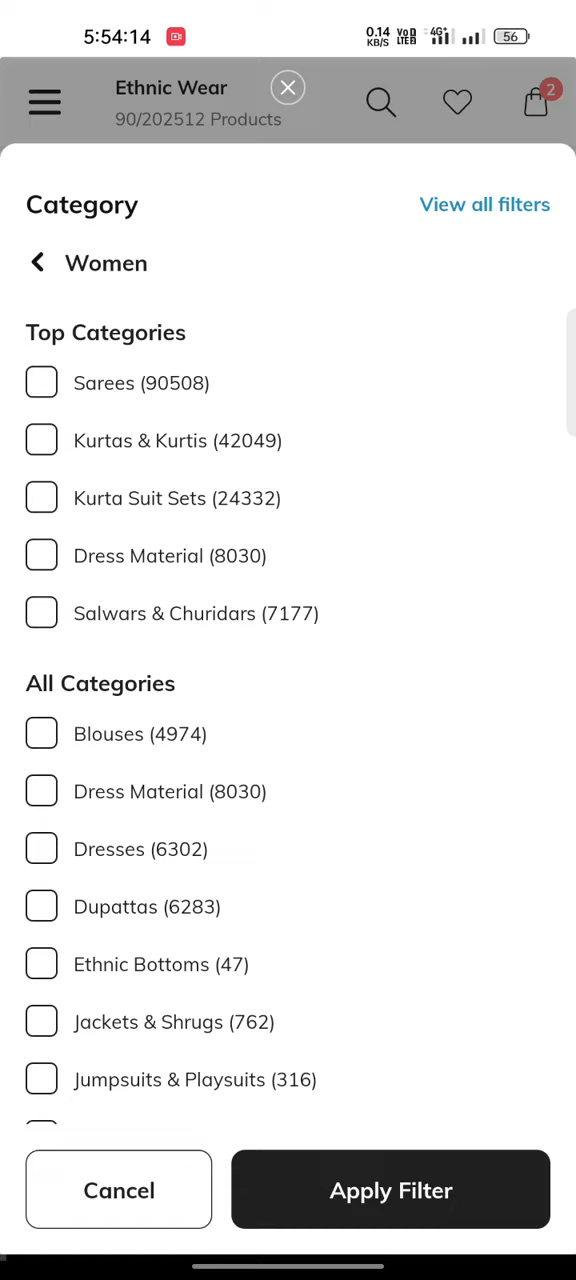 5:54:14
0.14 KB/S
VoD LTE
4G+
56
Ethnic Wear
90/202512 Products
2
Category
View all filters
Women
Top Categories
Sarees (90508)
Kurtas & Kurtis (42049)
Kurta Suit Sets (24332)
Dress Material (8030)
Salwars & Churidars (7177)
All Categories
Blouses (4974)
Dress Material (8030)
Dresses (6302)
Dupattas (6283)
Ethnic Bottoms (47)
Jackets & Shrugs (762)
Jumpsuits & Playsuits (316)
Cancel
Apply Filter